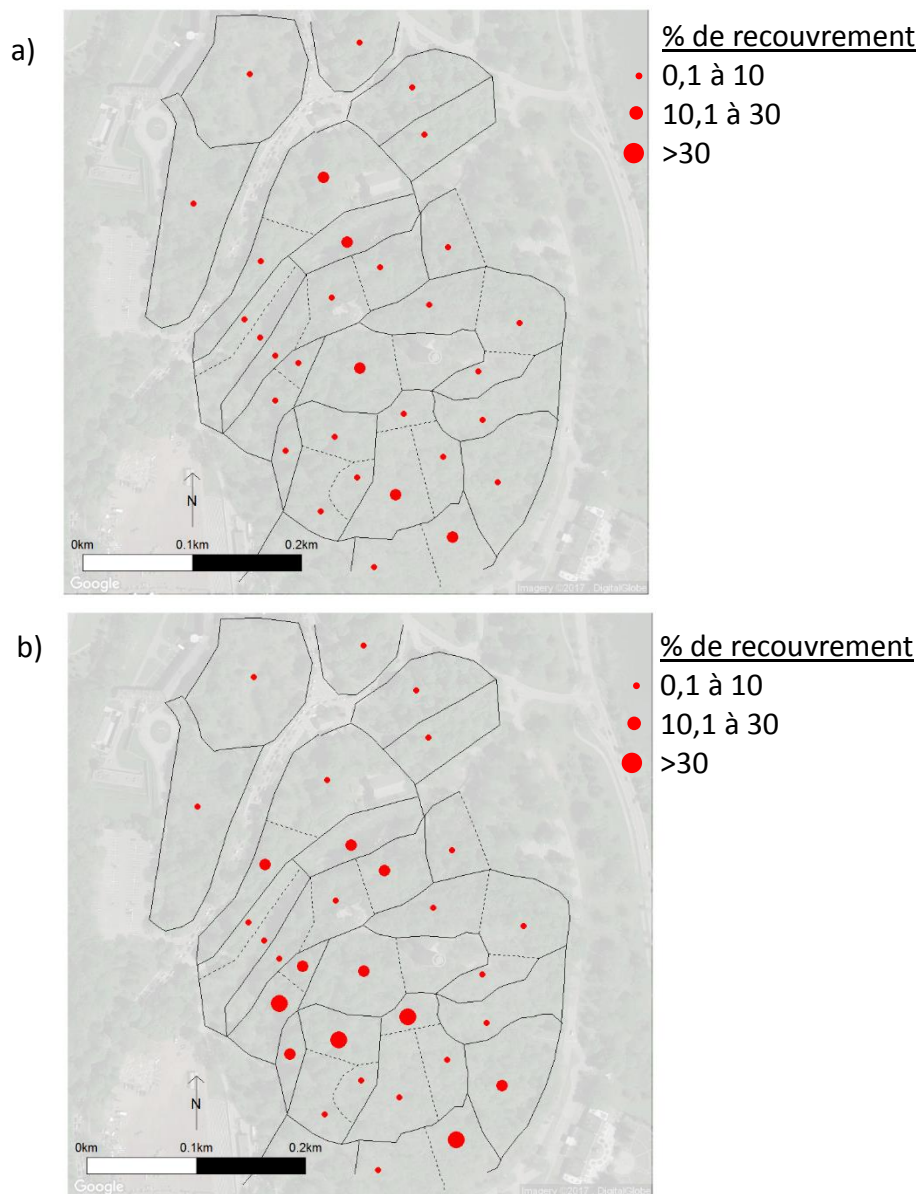 a)
% de recouvrement
0,1 à 10
10,1 à 30
>30
N
0km 0.1km 0.2km
Google
Imagery ©2017 , DigitalGlobe
b)
% de recouvrement
0,1 à 10
10,1 à 30
>30
N
0km 0.1km 0.2km
Google
Imagery ©2017 , DigitalGlobe